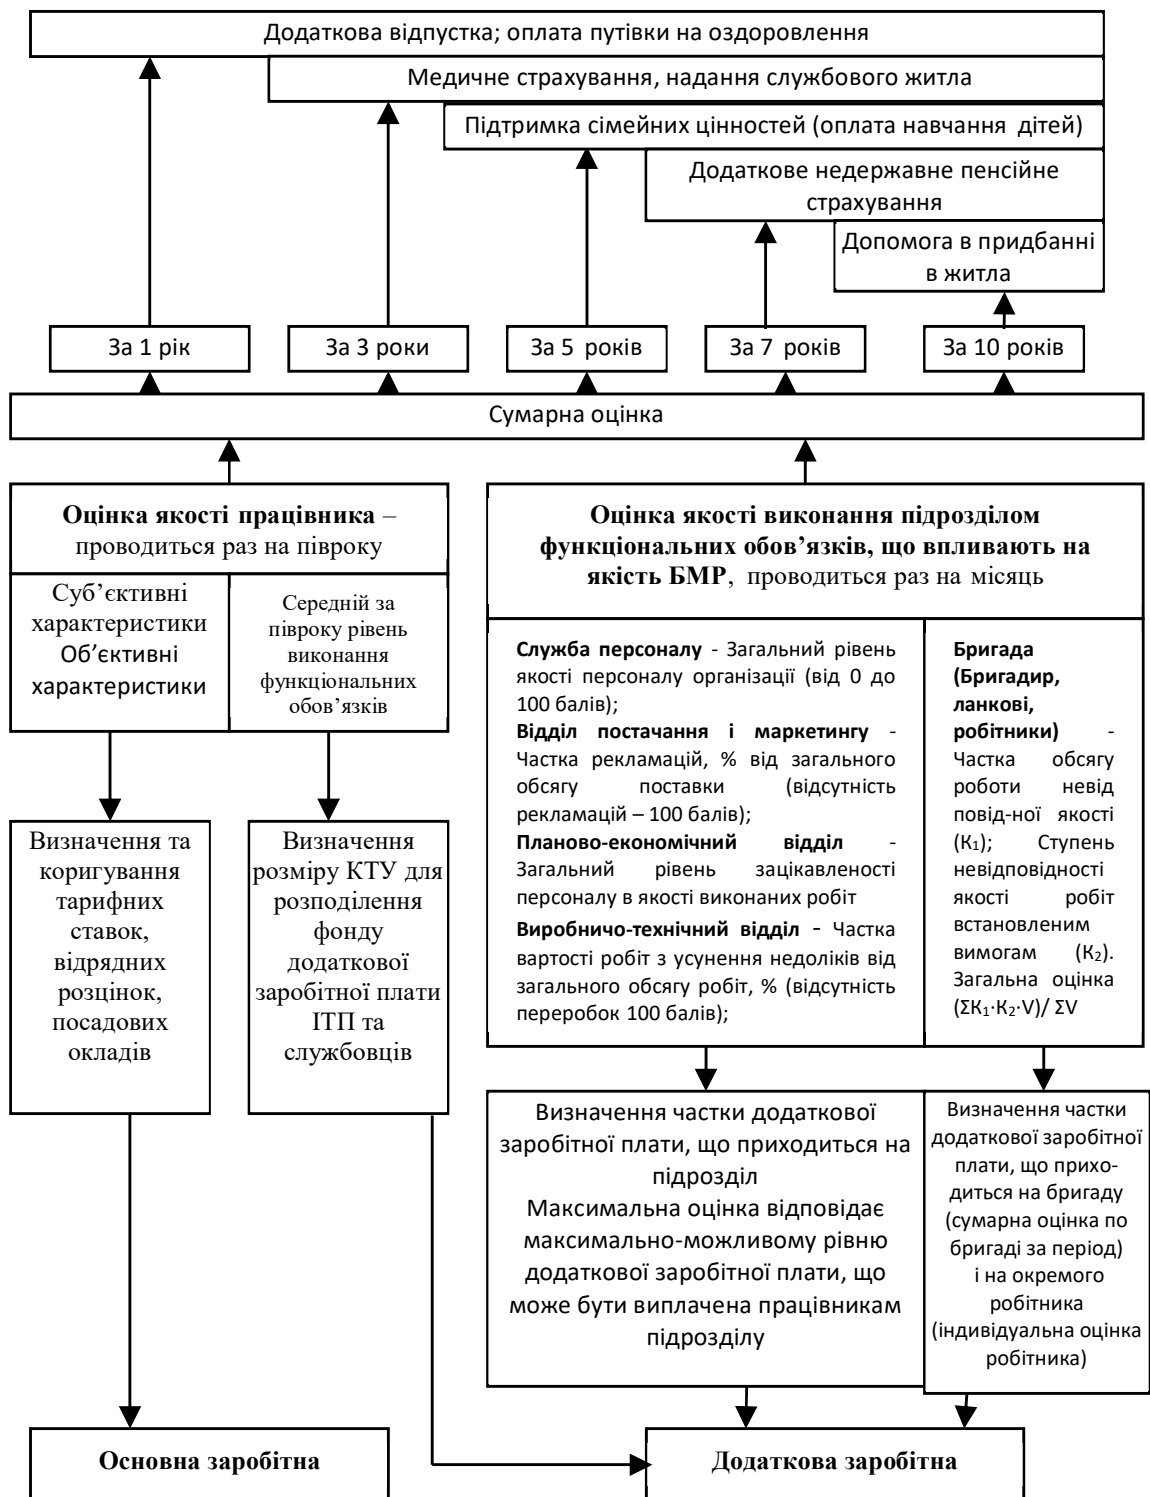 Додаткова відпустка; оплата путівки на оздоровлення
Медичне страхування, надання службового житла
Підтримка сімейних цінностей (оплата навчання дітей)
Додаткове недержавне пенсійне
страхування
Допомога в придбанні
в житла
За 1 рік
За 3 роки
За 5 років
За 7 років
За 10 років
Сумарна оцінка
Оцінка якості працівника –
проводиться раз на півроку
Суб’єктивні
характеристики
Об’єктивні
характеристики
Середній за
півроку рівень
виконання
функціональних
обов’язків
Визначення та
коригування
тарифних
ставок,
відрядних
розцінок,
посадових
окладів
Визначення
розміру КТУ для
розподілення
фонду
додаткової
заробітної плати
ІТП та
службовців
Оцінка якості виконання підрозділом
функціональних обов’язків, що впливають на
якість БМР, проводиться раз на місяць
Служба персоналу - Загальний рівень
якості персоналу організації (від 0 до
100 балів);
Відділ постачання і маркетингу -
Частка рекламацій, % від загального
обсягу поставки (відсутність
рекламацій – 100 балів);
Планово-економічний відділ -
Загальний рівень зацікавленості
персоналу в якості виконаних робіт
Виробничо-технічний відділ - Частка
вартості робіт з усунення недоліків від
загального обсягу робіт, % (відсутність
переробок 100 балів);
Бригада
(Бригадир,
ланкові,
робітники) -
Частка обсягу
роботи невід
повід-ної якості
(К₁); Ступень
невідповідності
якості робіт
встановленим
вимогам (К₂).
Загальна оцінка
(ΣК₁·К₂·V)/ ΣV
Визначення частки додаткової
заробітної плати, що приходиться на
підрозділ
Максимальна оцінка відповідає
максимально-можливому рівню
додаткової заробітної плати, що
може бути виплачена працівникам
підрозділу
Визначення частки
додаткової заробітної
плати, що прихо-
диться на бригаду
(сумарна оцінка по
бригаді за період)
і на окремого
робітника
(індивідуальна оцінка
робітника)
Основна заробітна
Додаткова заробітна